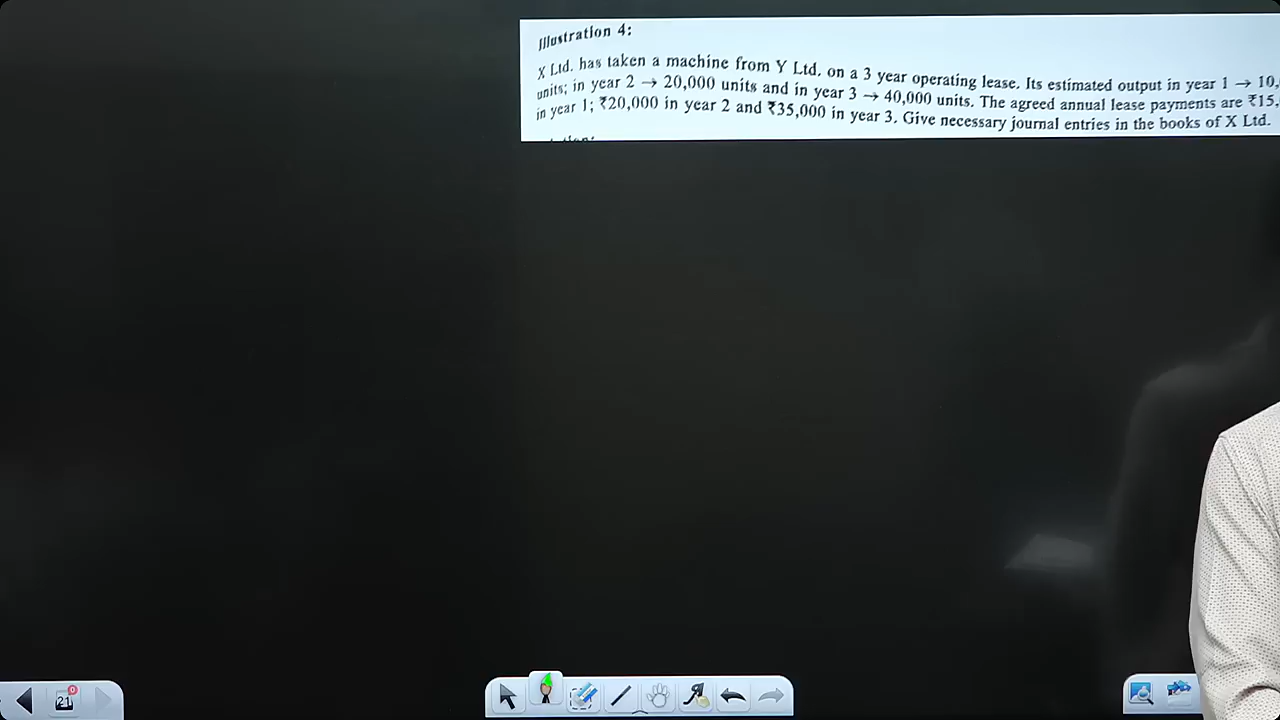 Illustration 4:
X Ltd. has taken a machine from Y Ltd. on a 3 year operating lease. Its estimated output in year 1 → 10,
units; in year 2 → 20,000 units and in year 3 → 40,000 units. The agreed annual lease payments are ₹15,
in year 1; ₹20,000 in year 2 and ₹35,000 in year 3. Give necessary journal entries in the books of X Ltd.
21
0